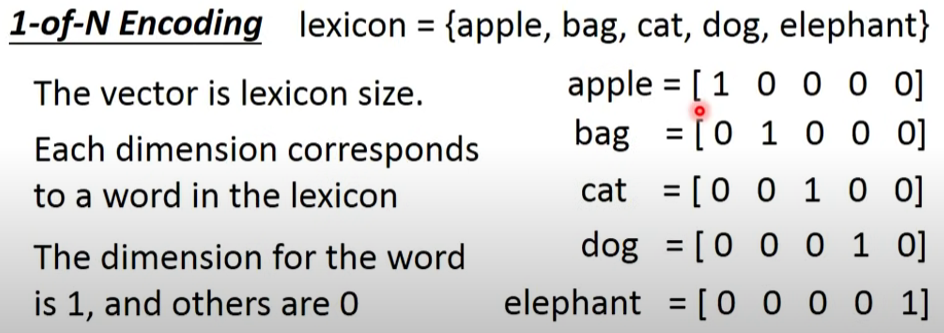 1-of-N Encoding lexicon = {apple, bag, cat, dog, elephant}
The vector is lexicon size.
Each dimension corresponds
to a word in the lexicon
The dimension for the word
is 1, and others are 0
apple = [ 1 0 0 0 0]
bag = [ 0 1 0 0 0]
cat = [ 0 0 1 0 0]
dog = [ 0 0 0 1 0]
elephant = [ 0 0 0 0 1]